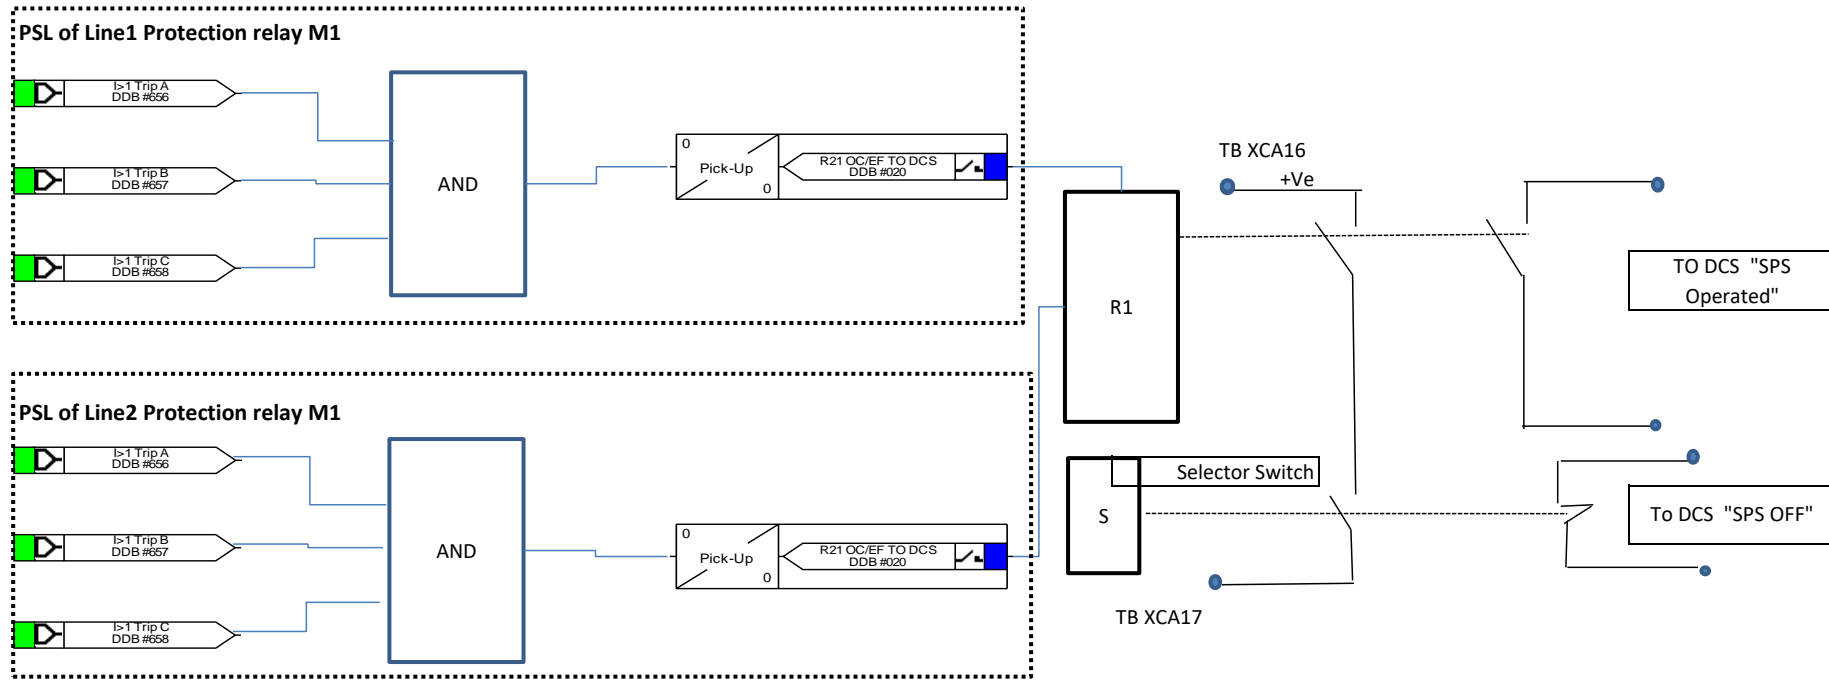 PSL of Line1 Protection relay M1
I>1 Trip A
DDB #656
I>1 Trip B
DDB #657
I>1 Trip C
DDB #658
AND
0
Pick-Up
0
R21 OC/EF TO DCS
DDB #020
PSL of Line2 Protection relay M1
I>1 Trip A
DDB #656
I>1 Trip B
DDB #657
I>1 Trip C
DDB #658
AND
0
Pick-Up
0
R21 OC/EF TO DCS
DDB #020
R1
S
Selector Switch
TB XCA16
+Ve
TB XCA17
TO DCS "SPS
Operated"
To DCS "SPS OFF"